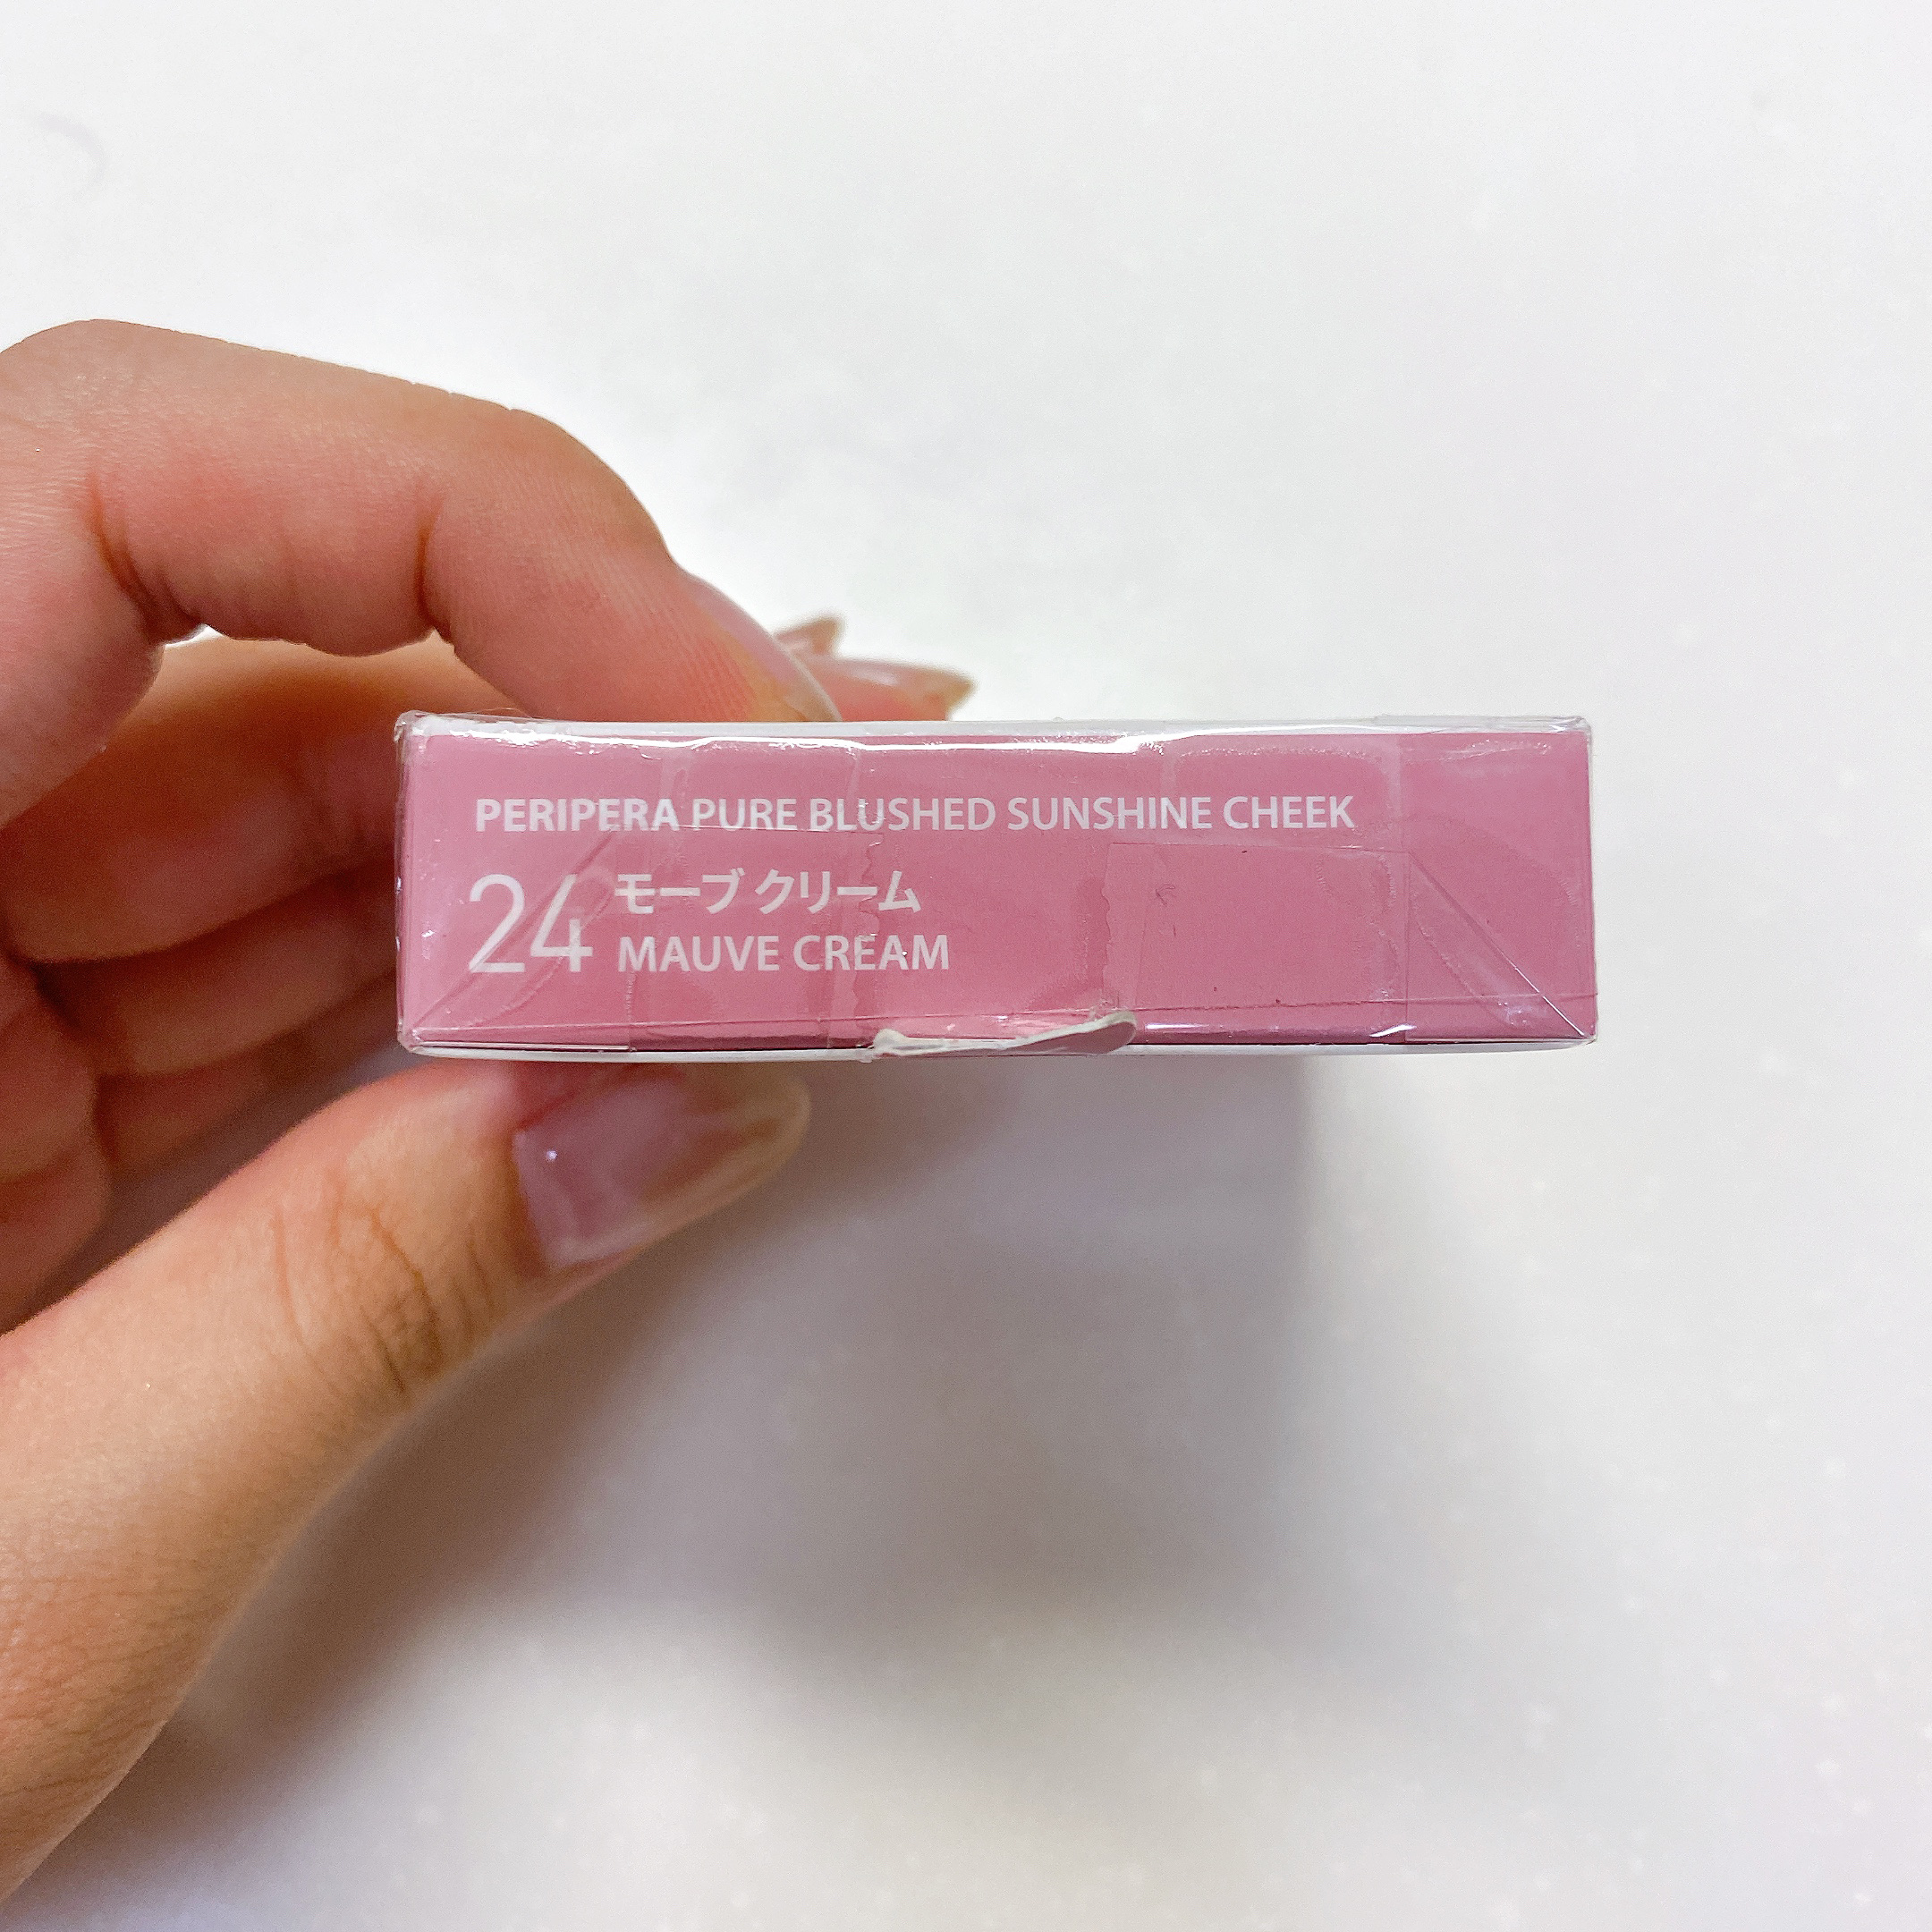 PERIPERA PURE BLUSHED SUNSHINE CHEEK
24 モーブ クリーム
MAUVE CREAM